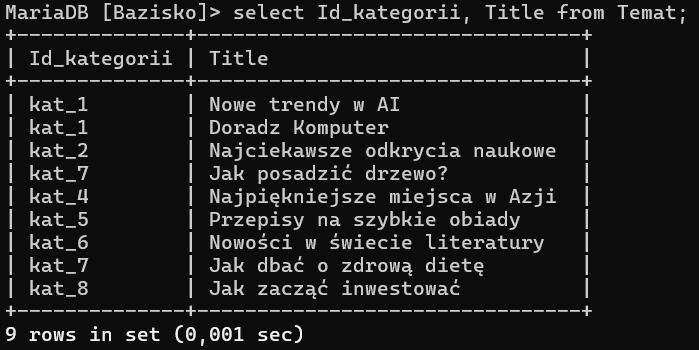 MariaDB [Bazisko]> select Id_kategorii, Title from Temat;
+--------------+--------------------------------+
| Id_kategorii | Title                          |
+--------------+--------------------------------+
| kat_1        | Nowe trendy w AI               |
| kat_1        | Doradz Komputer                |
| kat_2        | Najciekawsze odkrycia naukowe  |
| kat_7        | Jak posadzić drzewo?           |
| kat_4        | Najpiękniejsze miejsca w Azji  |
| kat_5        | Przepisy na szybkie obiady     |
| kat_6        | Nowości w świecie literatury   |
| kat_7        | Jak dbać o zdrową dietę        |
| kat_8        | Jak zacząć inwestować          |
+--------------+--------------------------------+
9 rows in set (0,001 sec)